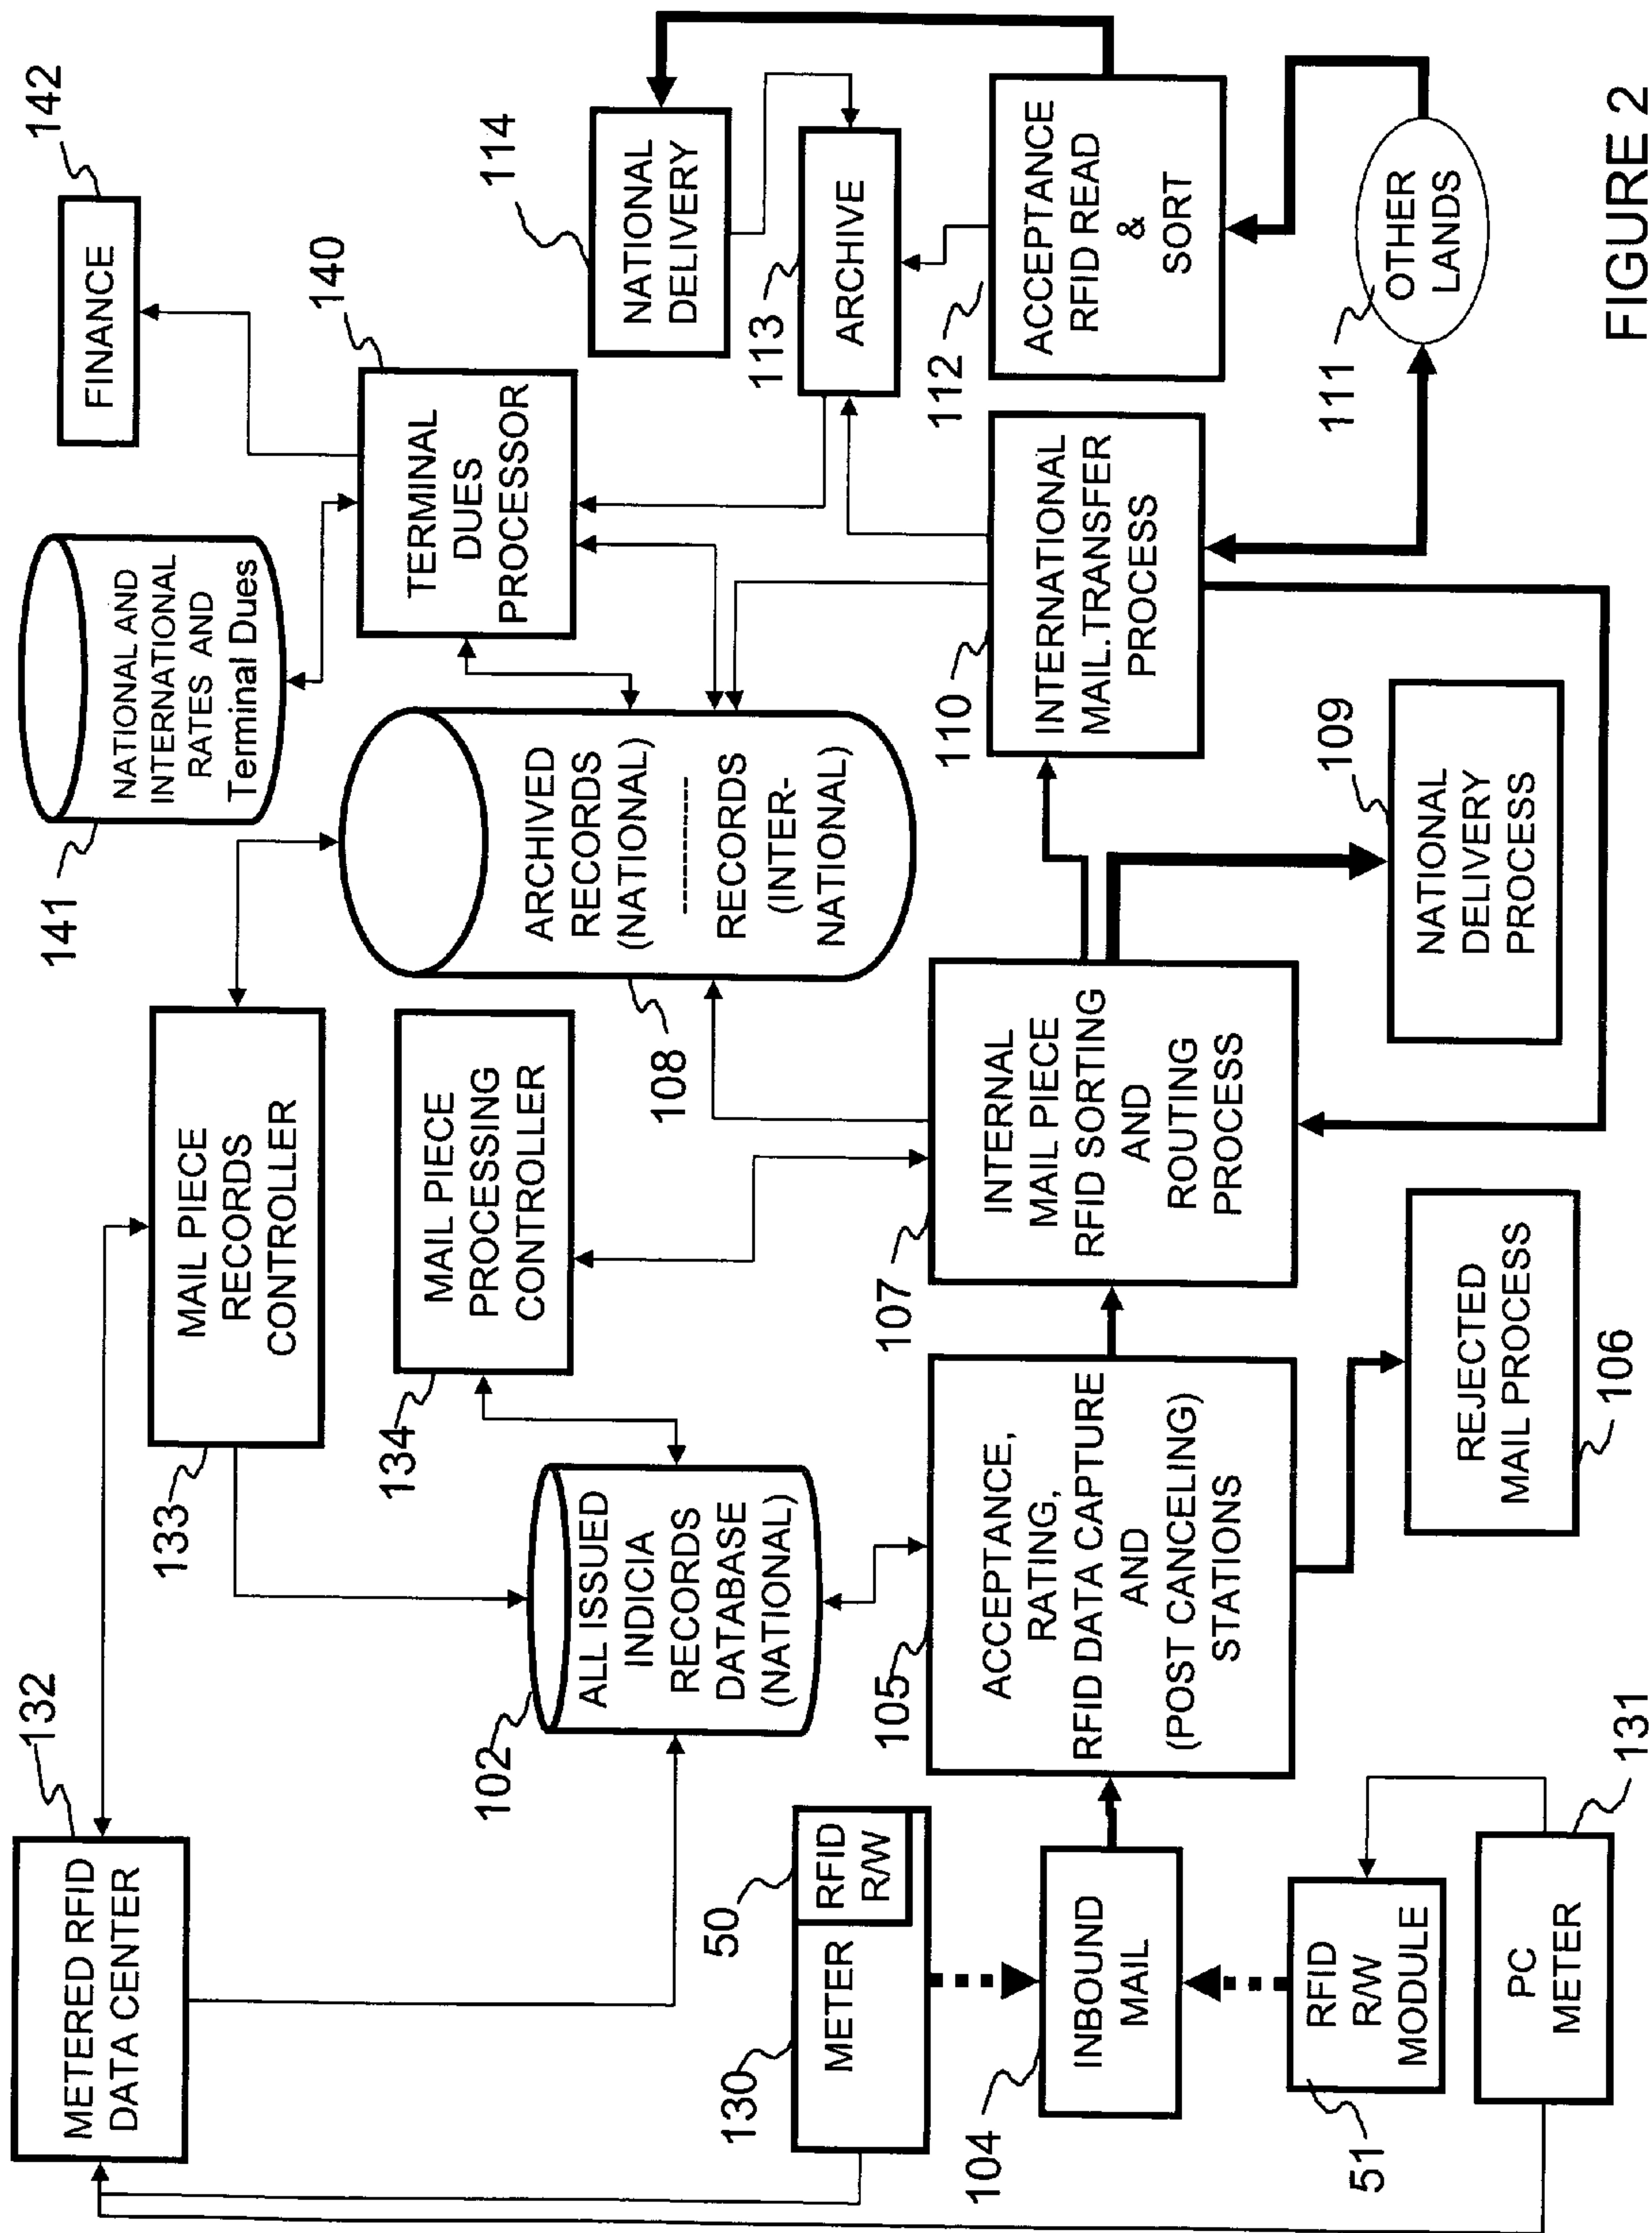 METERED RFID
DATA CENTER
132
MAIL PIECE
RECORDS
CONTROLLER
133
NATIONAL AND
INTERNATIONAL
RATES AND
Terminal Dues
141
FINANCE
142
MAIL PIECE
PROCESSING
CONTROLLER
134
TERMINAL
DUES
PROCESSOR
140
ALL ISSUED
INDICIA
RECORDS
DATABASE
(NATIONAL)
102
ARCHIVED
RECORDS
(NATIONAL)
--------
RECORDS
(INTER-
NATIONAL)
108
NATIONAL
DELIVERY
114
ARCHIVE
113
METER
RFID
R/W
50
130
INBOUND
MAIL
104
ACCEPTANCE,
RATING,
RFID DATA CAPTURE
AND
(POST CANCELING)
STATIONS
105
INTERNAL
MAIL PIECE
RFID SORTING
AND
ROUTING
PROCESS
107
INTERNATIONAL
MAIL.TRANSFER
PROCESS
110
ACCEPTANCE
RFID READ
&
SORT
112
RFID
R/W
MODULE
51
PC
METER
131
REJECTED
MAIL PROCESS
106
NATIONAL
DELIVERY
PROCESS
109
OTHER
LANDS
111
FIGURE 2